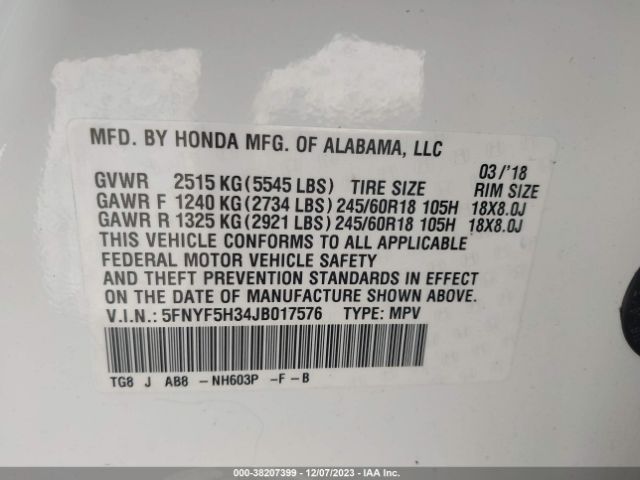 MFD. BY HONDA MFG. OF ALABAMA, LLC
03/'18
GVWR 2515 KG (5545 LBS) TIRE SIZE RIM SIZE
GAWR F 1240 KG (2734 LBS) 245/60R18 105H 18X8.0J
GAWR R 1325 KG (2921 LBS) 245/60R18 105H 18X8.0J
THIS VEHICLE CONFORMS TO ALL APPLICABLE
FEDERAL MOTOR VEHICLE SAFETY
AND THEFT PREVENTION STANDARDS IN EFFECT
ON THE DATE OF MANUFACTURE SHOWN ABOVE.
V.I.N.: 5FNYF5H34JB017576 TYPE: MPV
TG8 J AB8 -NH603P -F-B
000-38207399 - 12/07/2023 - IAA Inc.